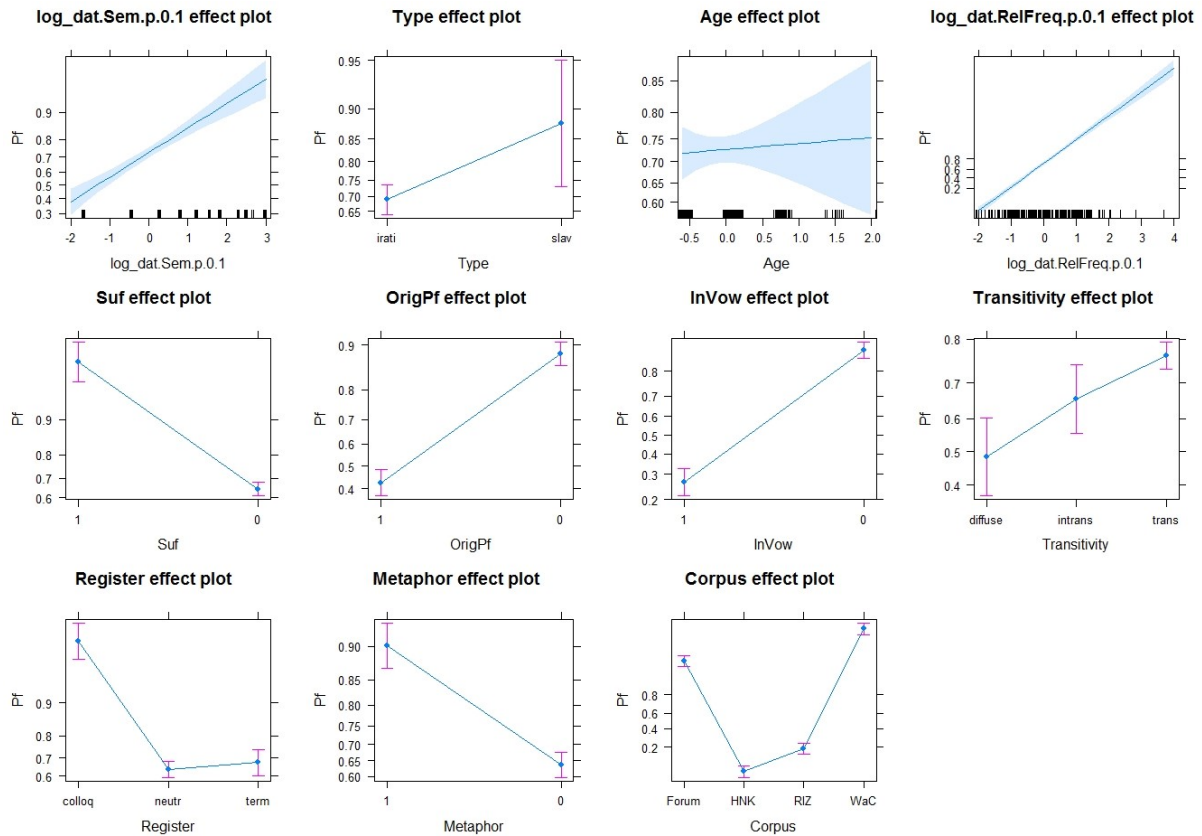 log_dat.Sem.p.0.1 effect plot
Pf
0.9
0.8
0.7
0.6
0.5
0.4
0.3
-2 -1 0 1 2 3
log_dat.Sem.p.0.1
Type effect plot
Pf
0.95
0.90
0.85
0.80
0.75
0.70
0.65
irati slav
Type
Age effect plot
Pf
0.85
0.80
0.75
0.70
0.65
0.60
-0.5 0.0 0.5 1.0 1.5 2.0
Age
log_dat.RelFreq.p.0.1 effect plot
Pf
0.8
0.6
0.4
0.2
-2 -1 0 1 2 3 4
log_dat.RelFreq.p.0.1
Suf effect plot
Pf
0.9
0.8
0.7
0.6
1 0
Suf
OrigPf effect plot
Pf
0.9
0.8
0.7
0.6
0.5
0.4
1 0
OrigPf
InVow effect plot
Pf
0.8
0.7
0.6
0.5
0.4
0.3
0.2
1 0
InVow
Transitivity effect plot
Pf
0.8
0.7
0.6
0.5
0.4
diffuse intrans trans
Transitivity
Register effect plot
Pf
0.9
0.8
0.7
0.6
colloq neutr term
Register
Metaphor effect plot
Pf
0.90
0.85
0.80
0.75
0.70
0.65
0.60
1 0
Metaphor
Corpus effect plot
Pf
0.8
0.6
0.4
0.2
Forum HNK RIZ WaC
Corpus